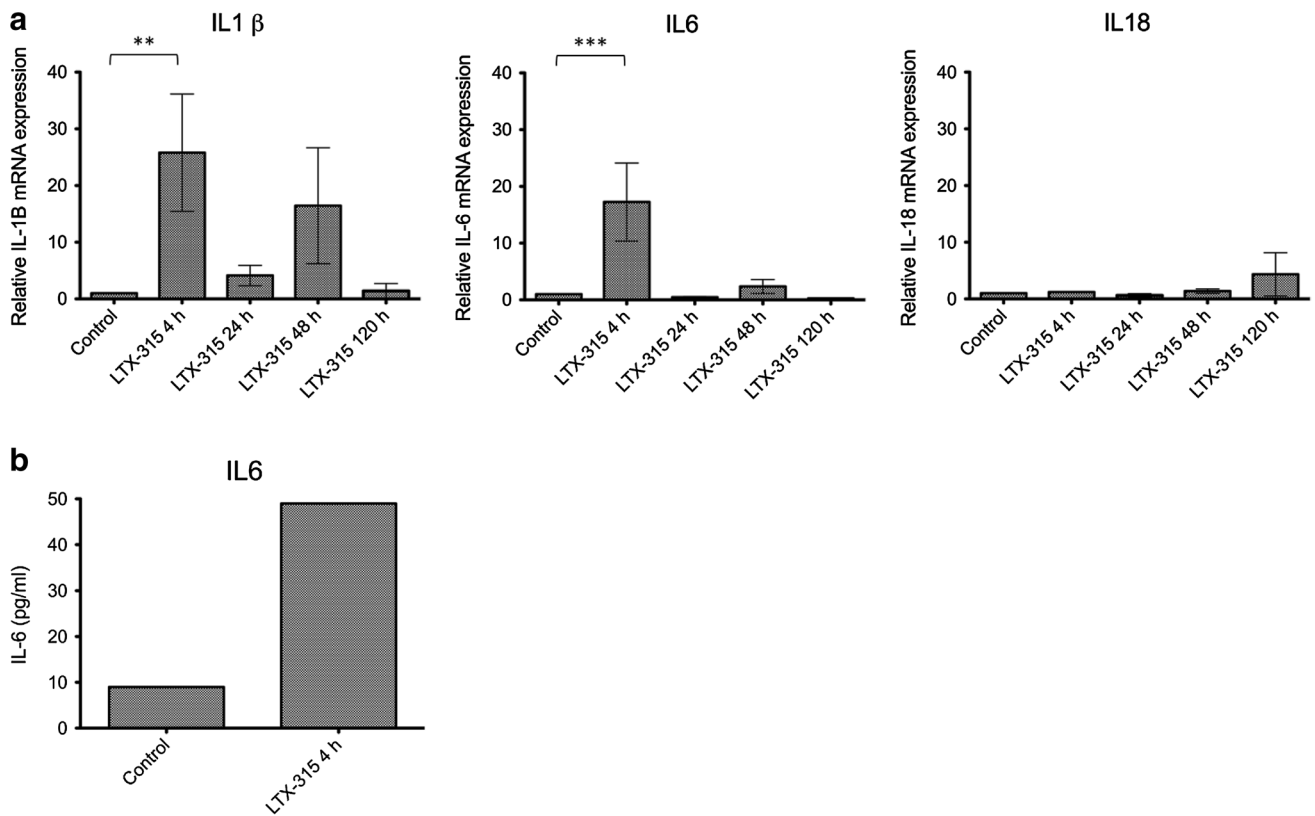 a
IL1 β
**
Relative IL-1B mRNA expression
40
30
20
10
0
Control
LTX-315 4 h
LTX-315 24 h
LTX-315 48 h
LTX-315 120 h
IL6
***
Relative IL-6 mRNA expression
40
30
20
10
0
Control
LTX-315 4 h
LTX-315 24 h
LTX-315 48 h
LTX-315 120 h
IL18
Relative IL-18 mRNA expression
40
30
20
10
0
Control
LTX-315 4 h
LTX-315 24 h
LTX-315 48 h
LTX-315 120 h
b
IL6
IL-6 (pg/ml)
50
40
30
20
10
0
Control
LTX-315 4 h